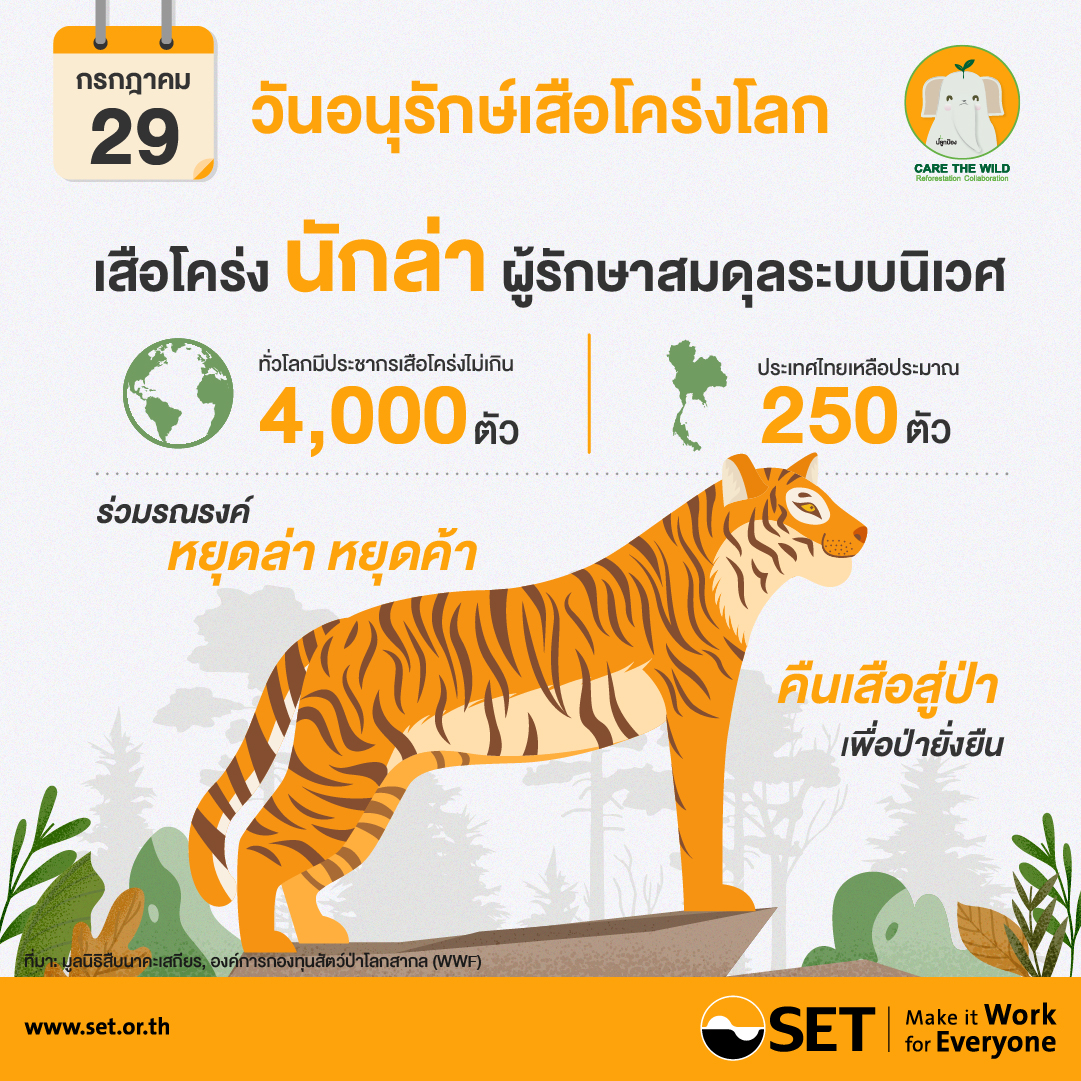 กรกฎาคม
29
วันอนุรักษ์เสือโคร่งโลก
ปลูกป้อง
CARE THE WILD
Reforestation Collaboration
เสือโคร่ง นักล่า ผู้รักษาสมดุลระบบนิเวศ
ทั่วโลกมีประชากรเสือโคร่งไม่เกิน
4,000 ตัว
ประเทศไทยเหลือประมาณ
250 ตัว
ร่วมรณรงค์
หยุดล่า หยุดค้า
คืนเสือสู่ป่า
เพื่อป่ายั่งยืน
ที่มา: มูลนิธิสืบนาคะเสถียร, องค์การกองทุนสัตว์ป่าโลกสากล (WWF)
www.set.or.th
SET
Make it Work
for Everyone